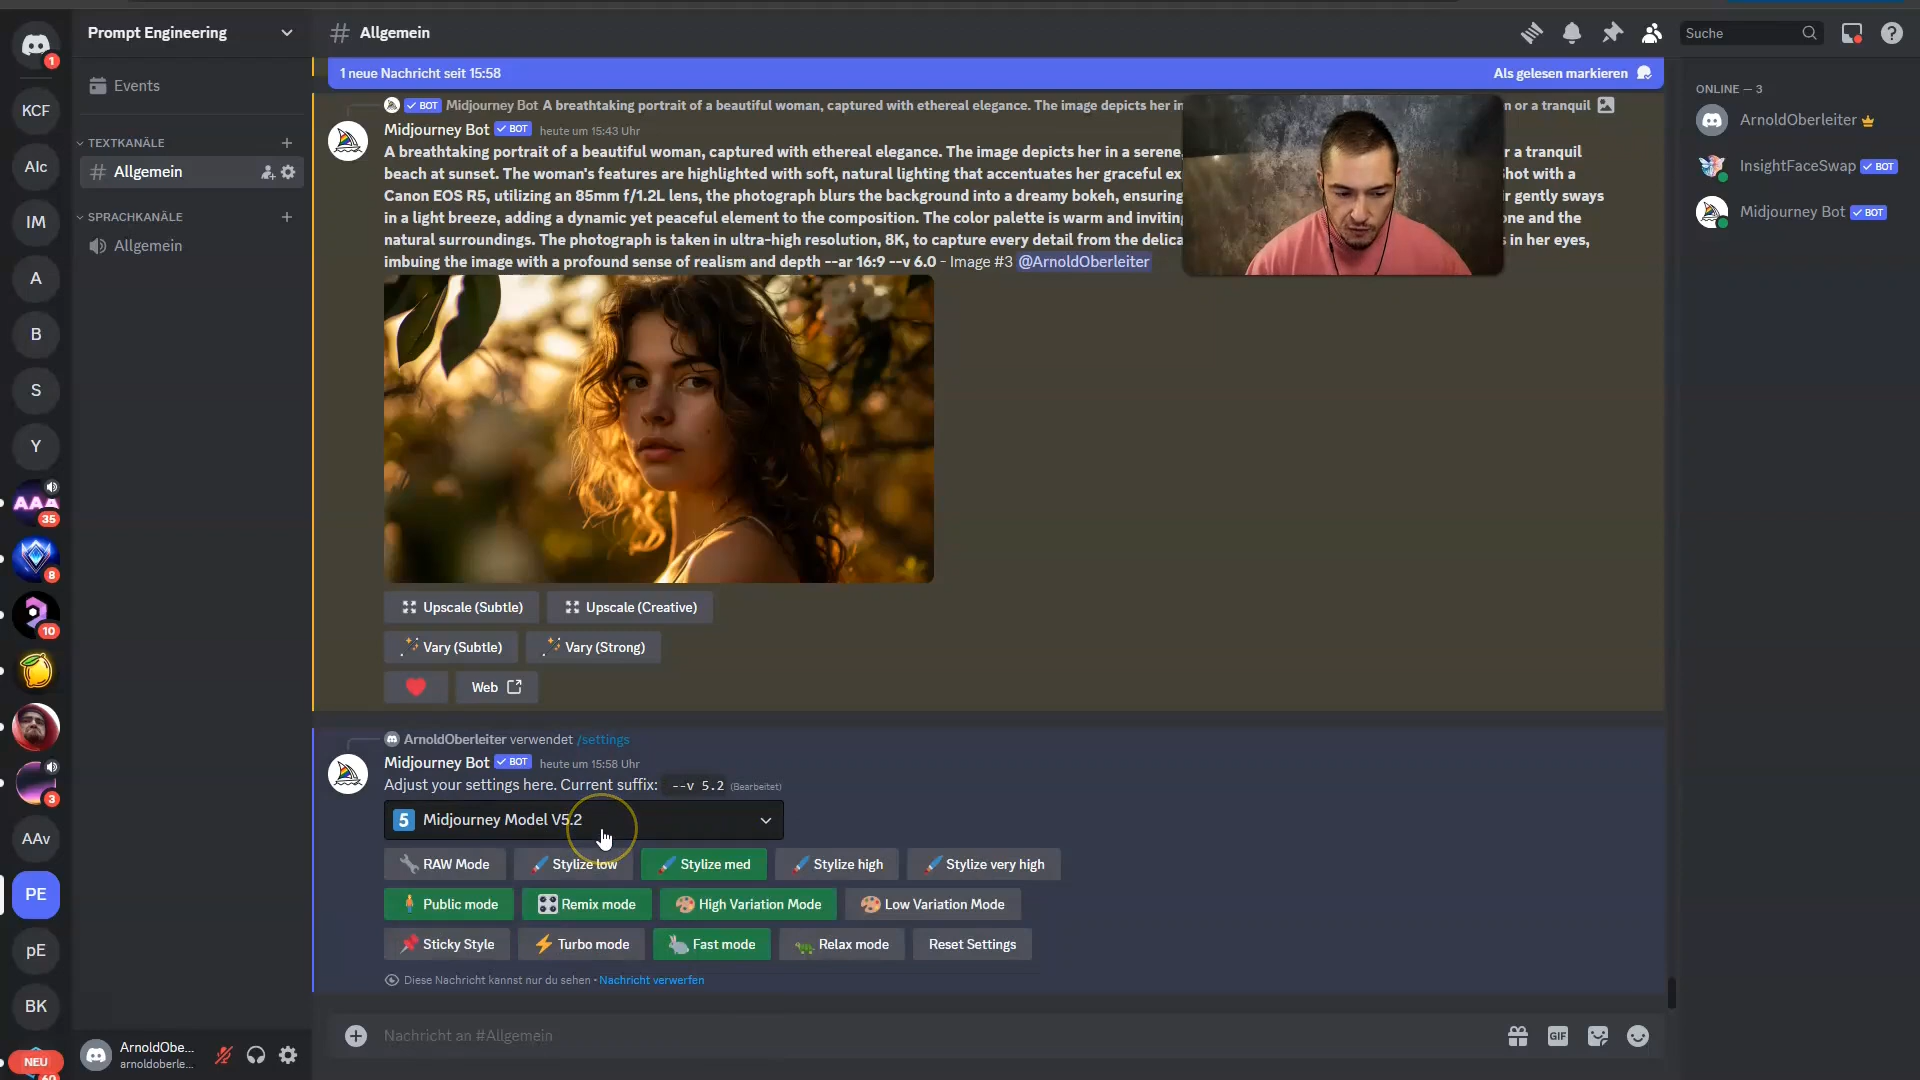 Prompt Engineering
Events
TEXTKANÄLE
Allgemein
SPRACHKANÄLE
Allgemein
1
KCF
AIc
IM
A
B
S
Y
AAA
35
8
10
3
AAv
PE
pE
BK
NEU
ArnoldObe...
arnoldoberle...
Allgemein
Suche
1 neue Nachricht seit 15:58
Als gelesen markieren
BOT Midjourney Bot A breathtaking portrait of a beautiful woman, captured with ethereal elegance. The image depicts her in n or a tranquil
Midjourney Bot BOT heute um 15:43 Uhr
A breathtaking portrait of a beautiful woman, captured with ethereal elegance. The image depicts her in a serene, r a tranquil
beach at sunset. The woman's features are highlighted with soft, natural lighting that accentuates her graceful ex hot with a
Canon EOS R5, utilizing an 85mm f/1.2L lens, the photograph blurs the background into a dreamy bokeh, ensuring r gently sways
in a light breeze, adding a dynamic yet peaceful element to the composition. The color palette is warm and inviting one and the
natural surroundings. The photograph is taken in ultra-high resolution, 8K, to capture every detail from the delica s in her eyes,
imbuing the image with a profound sense of realism and depth --ar 16:9 --v 6.0 - Image #3 @ArnoldOberleiter
Upscale (Subtle)
Upscale (Creative)
Vary (Subtle)
Vary (Strong)
Web
ArnoldOberleiter verwendet /settings
Midjourney Bot BOT heute um 15:58 Uhr
Adjust your settings here. Current suffix: --v 5.2 (Bearbeitet)
5 Midjourney Model V5.2
RAW Mode
Stylize low
Stylize med
Stylize high
Stylize very high
Public mode
Remix mode
High Variation Mode
Low Variation Mode
Sticky Style
Turbo mode
Fast mode
Relax mode
Reset Settings
Diese Nachricht kannst nur du sehen • Nachricht verwerfen
Nachricht an #Allgemein
GIF
ONLINE — 3
ArnoldOberleiter
InsightFaceSwap BOT
Midjourney Bot BOT